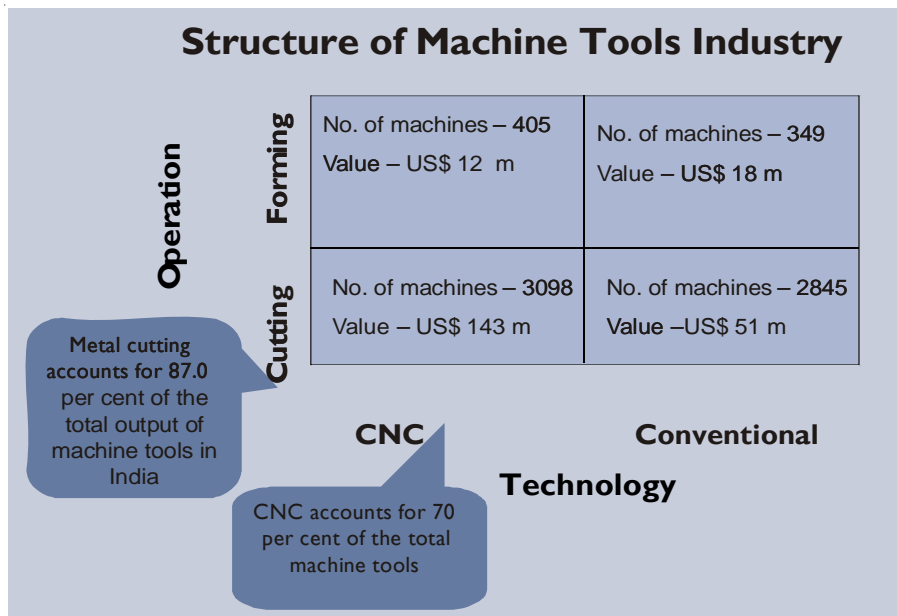 Structure of Machine Tools Industry
Operation
Forming
No. of machines – 405
Value – US$ 12 m
No. of machines – 349
Value – US$ 18 m
Cutting
No. of machines – 3098
Value – US$ 143 m
No. of machines – 2845
Value –US$ 51 m
Metal cutting
accounts for 87.0
per cent of the
total output of
machine tools in
India
CNC
Conventional
Technology
CNC accounts for 70
per cent of the total
machine tools